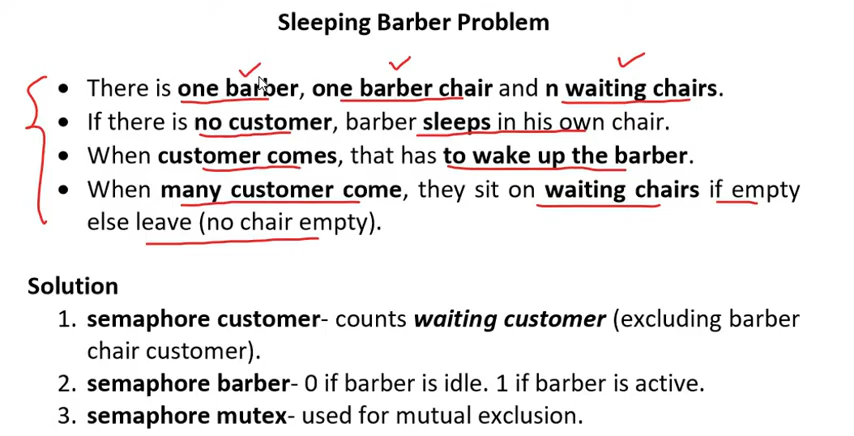 Sleeping Barber Problem
• There is one barber, one barber chair and n waiting chairs.
• If there is no customer, barber sleeps in his own chair.
• When customer comes, that has to wake up the barber.
• When many customer come, they sit on waiting chairs if empty
else leave (no chair empty).
Solution
1. semaphore customer- counts waiting customer (excluding barber
chair customer).
2. semaphore barber- 0 if barber is idle. 1 if barber is active.
3. semaphore mutex- used for mutual exclusion.